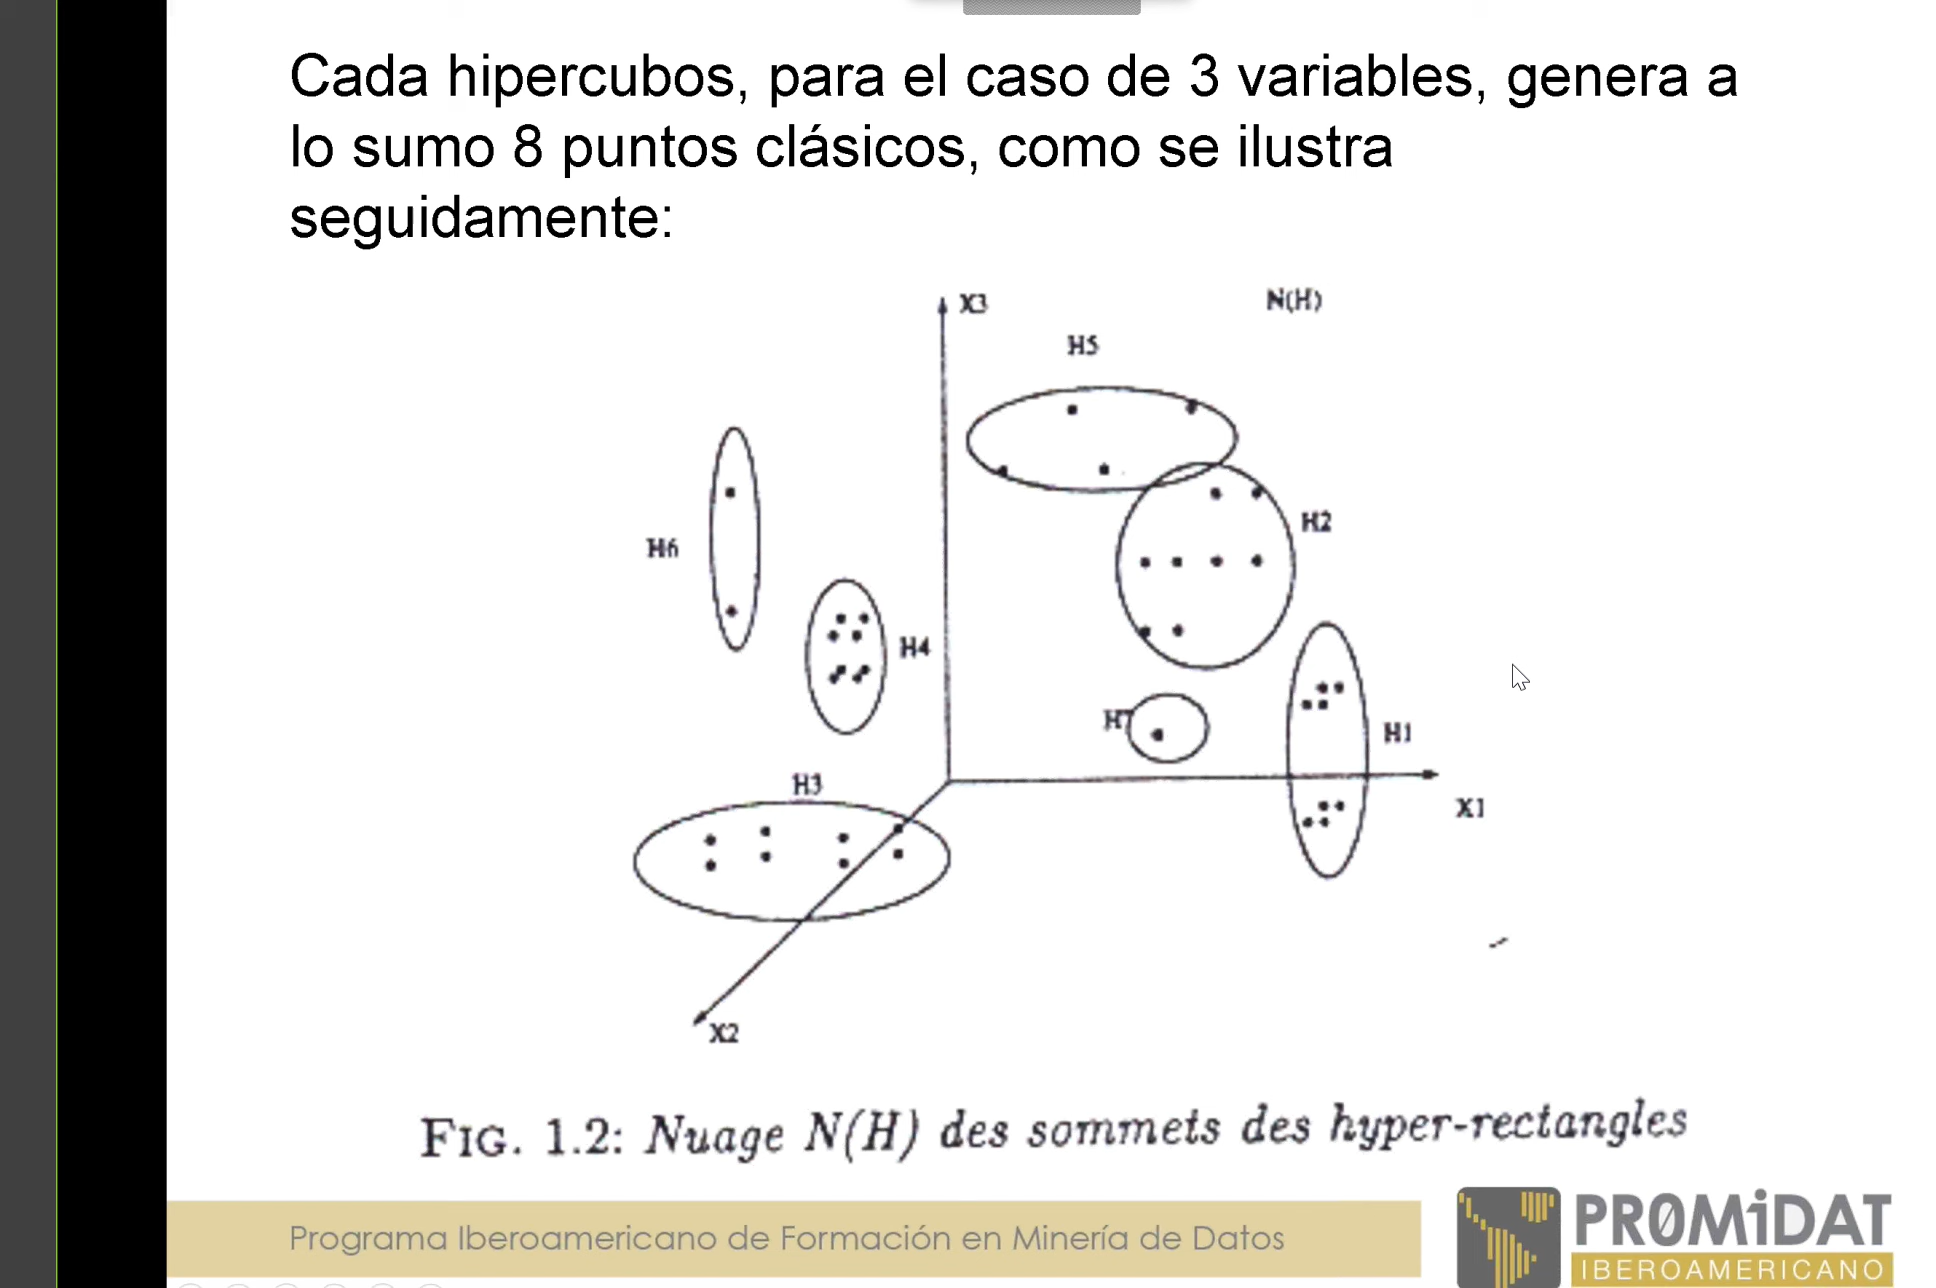 Cada hipercubos, para el caso de 3 variables, genera a
lo sumo 8 puntos clásicos, como se ilustra
seguidamente:
X3
N(H)
H5
H2
H6
H4
H7
H1
H3
X1
X2
FIG. 1.2: Nuage N(H) des sommets des hyper-rectangles
Programa Iberoamericano de Formación en Minería de Datos
PR0MiDAT
IBEROAMERICANO